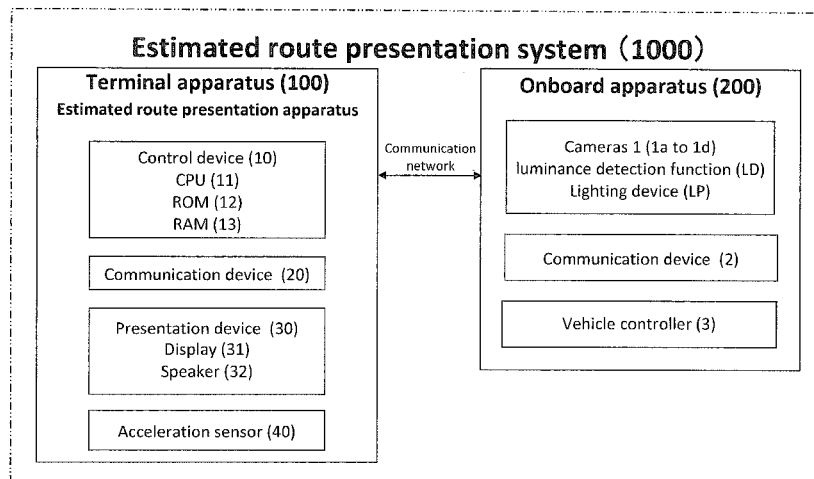 Estimated route presentation system (1000)
Terminal apparatus (100)
Estimated route presentation apparatus
Control device (10)
CPU (11)
ROM (12)
RAM (13)
Communication device (20)
Presentation device (30)
Display (31)
Speaker (32)
Acceleration sensor (40)
Communication
network
Onboard apparatus (200)
Cameras 1 (1a to 1d)
luminance detection function (LD)
Lighting device (LP)
Communication device (2)
Vehicle controller (3)